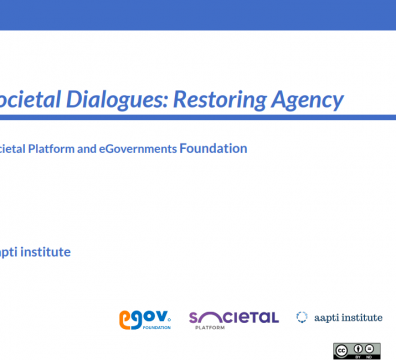 ocietal Dialogues: Restoring Agency
cietal Platform and eGovernments Foundation
apti institute
egov.
FOUNDATION
SOCIETAL
PLATFORM
aapti institute
cc
BY ND